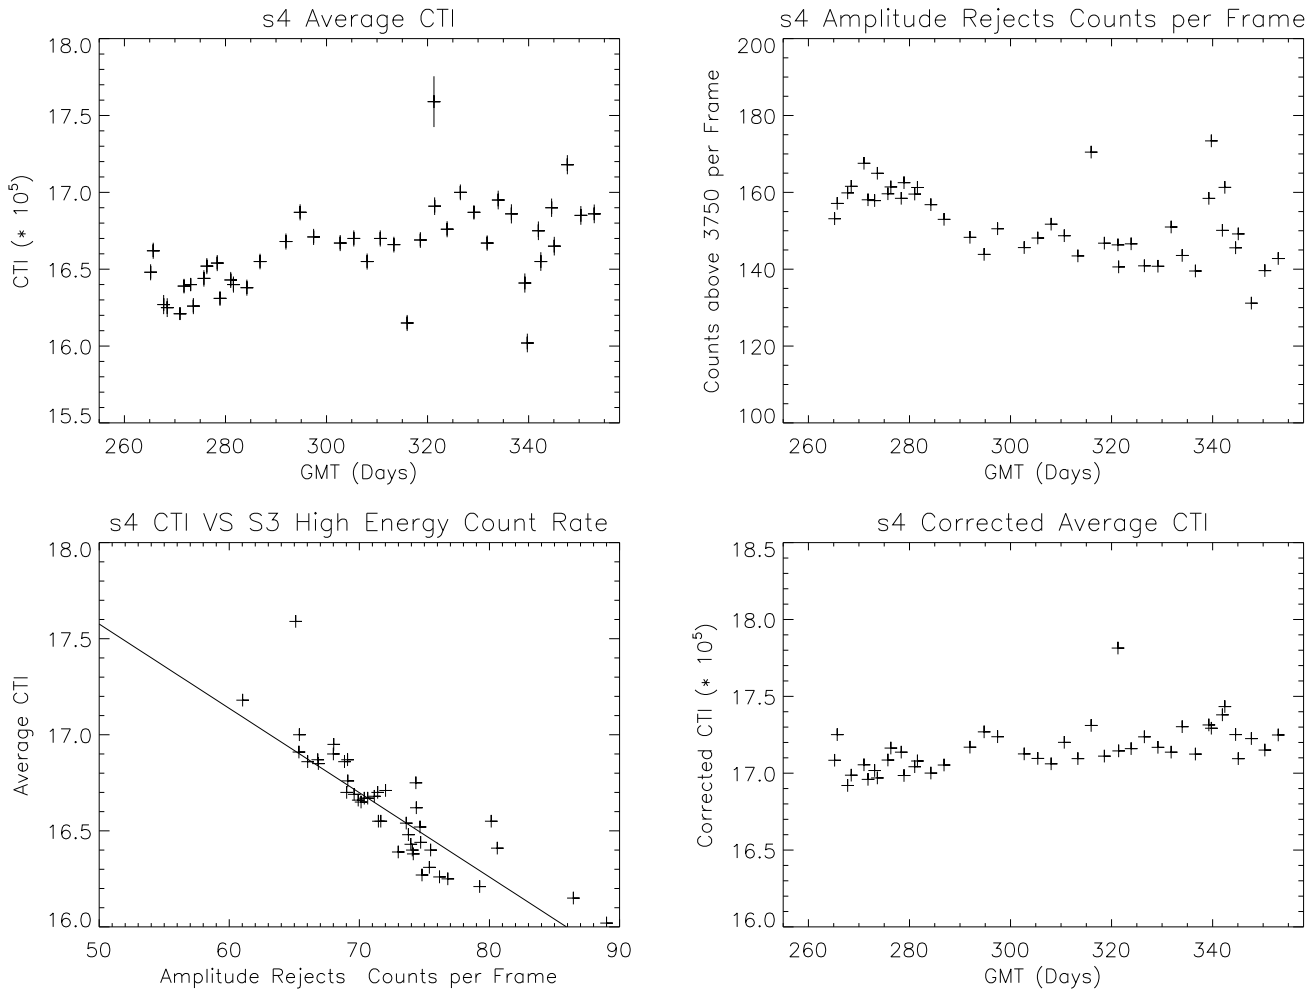 s4 Average CTI
18.0
17.5
17.0
16.5
16.0
15.5
CTI (* 10⁵)
260 280 300 320 340
GMT (Days)
s4 Amplitude Rejects Counts per Frame
200
180
160
140
120
100
Counts above 3750 per Frame
260 280 300 320 340
GMT (Days)
s4 CTI VS S3 High Energy Count Rate
18.0
17.5
17.0
16.5
16.0
Average CTI
50 60 70 80 90
Amplitude Rejects Counts per Frame
s4 Corrected Average CTI
18.5
18.0
17.5
17.0
16.5
16.0
Corrected CTI (* 10⁵)
260 280 300 320 340
GMT (Days)